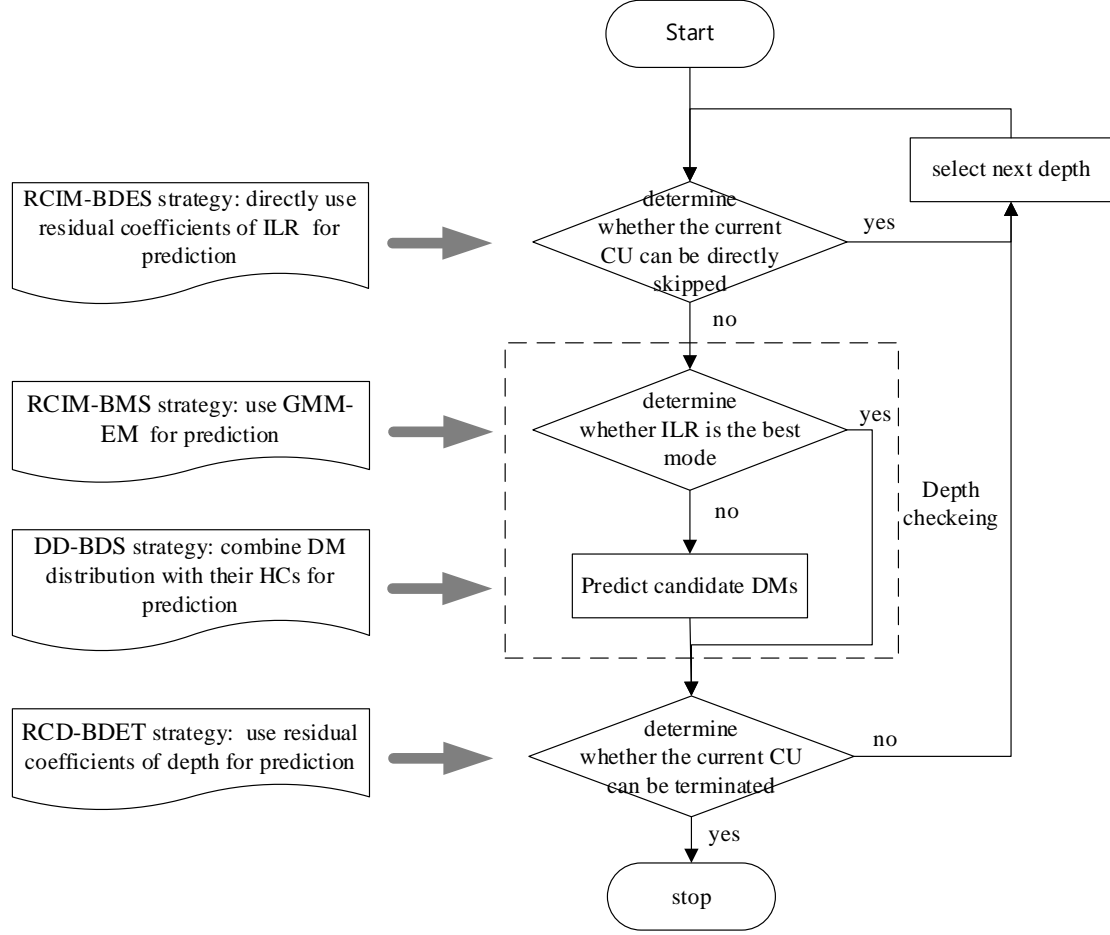 Start
select next depth
RCIM-BDES strategy: directly use
residual coefficients of ILR for
prediction
determine
whether the current
CU can be directly
skipped
yes
no
RCIM-BMS strategy: use GMM-
EM for prediction
determine
whether ILR is the best
mode
yes
no
Depth
checkeing
DD-BDS strategy: combine DM
distribution with their HCs for
prediction
Predict candidate DMs
RCD-BDET strategy: use residual
coefficients of depth for prediction
determine
whether the current CU
can be terminated
no
yes
stop